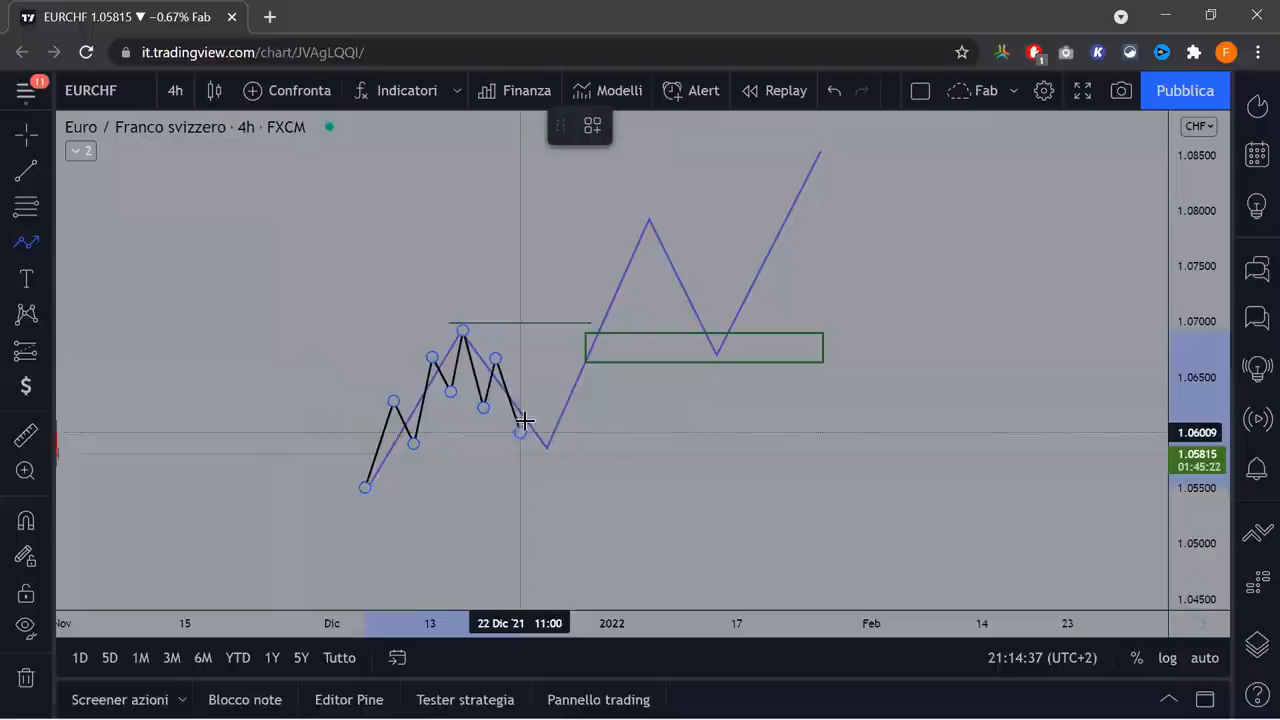 EURCHF 1.05815 ▼ −0.67% Fab
it.tradingview.com/chart/JVAgLQQI/
1
F
11
EURCHF
4h
Confronta
Indicatori
Finanza
Modelli
Alert
Replay
Fab
Pubblica
Euro / Franco svizzero · 4h · FXCM
2
CHF
1.08500
1.08000
1.07500
1.07000
1.06500
1.06009
1.05815
01:45:22
1.05500
1.05000
1.04500
Nov
15
Dic
13
22 Dic '21 11:00
2022
17
Feb
14
23
1D 5D 1M 3M 6M YTD 1Y 5Y Tutto
21:14:37 (UTC+2)
% log auto
Screener azioni
Blocco note
Editor Pine
Tester strategia
Pannello trading